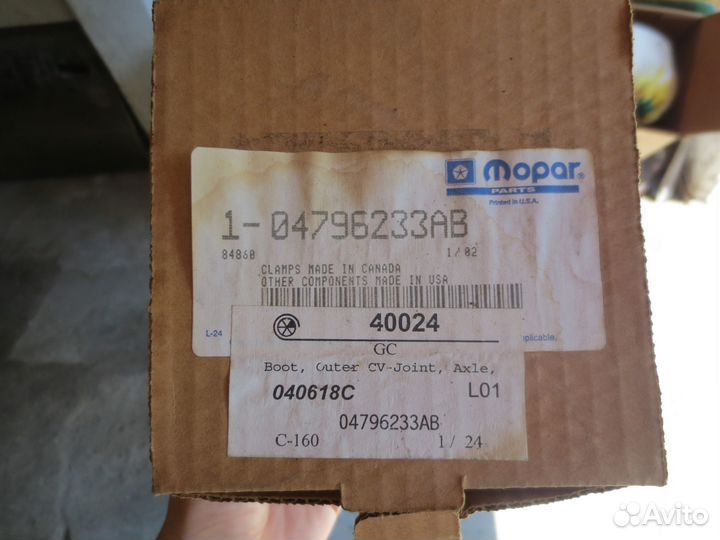 Mopar®
PARTS
Printed in U.S.A.
1-04796233AB
84860 1/02
CLAMPS MADE IN CANADA
OTHER COMPONENTS MADE IN USA
L-24 plicable.
40024
GC
Boot, Outer CV-Joint, Axle,
040618C L01
04796233AB
C-160 1/ 24
Avito